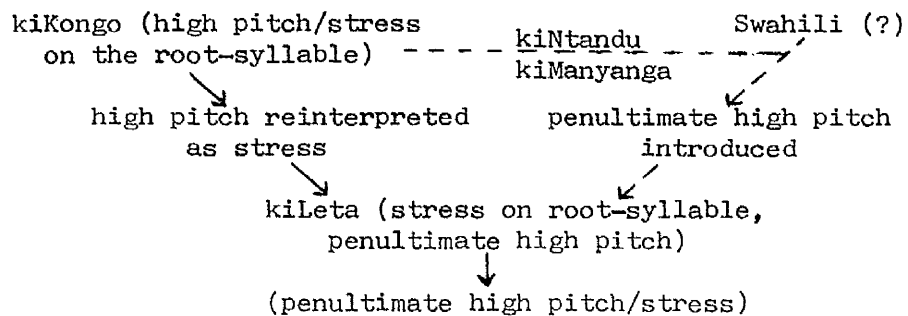 kiKongo (high pitch/stress on the root-syllable)
kiNtandu
kiManyanga
Swahili (?)
high pitch reinterpreted as stress
penultimate high pitch introduced
kiLeta (stress on root-syllable,
penultimate high pitch)
(penultimate high pitch/stress)